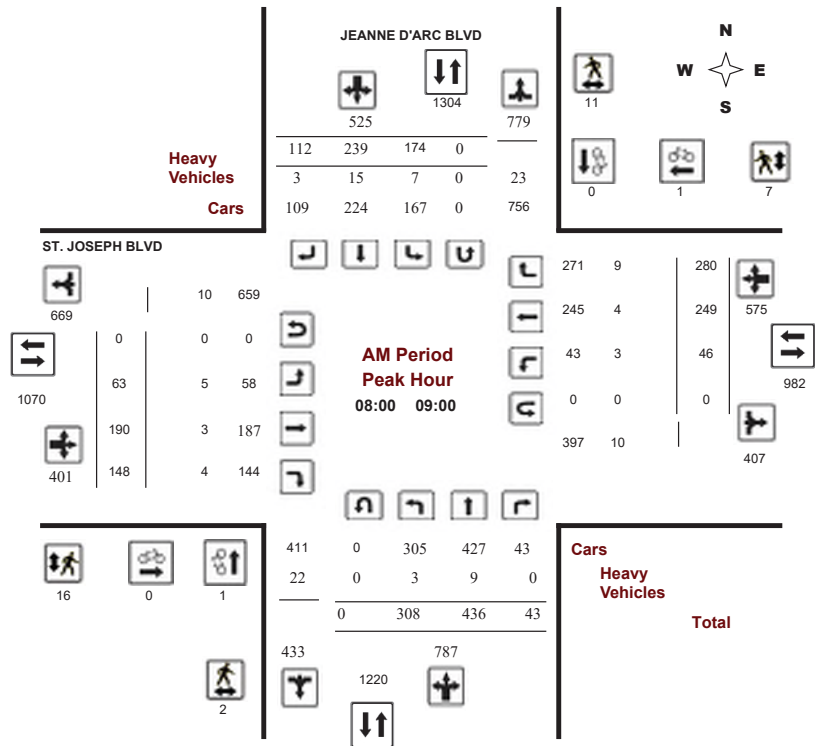 JEANNE D'ARC BLVD
N
W E
S
1304
11
525 779
112 239 174 0
Heavy
Vehicles
3 15 7 0 23
0 1 7
Cars
109 224 167 0 756
ST. JOSEPH BLVD
271 9 280
669
10 659
245 4 249 575
0 0 0
AM Period
Peak Hour
43 3 46
1070
63 5 58
982
08:00 09:00
0 0 0
190 3 187
397 10
407
401
148 4 144
411 0 305 427 43
Cars
22 0 3 9 0
Heavy
Vehicles
16 0 1
0 308 436 43
Total
433 787
1220
2